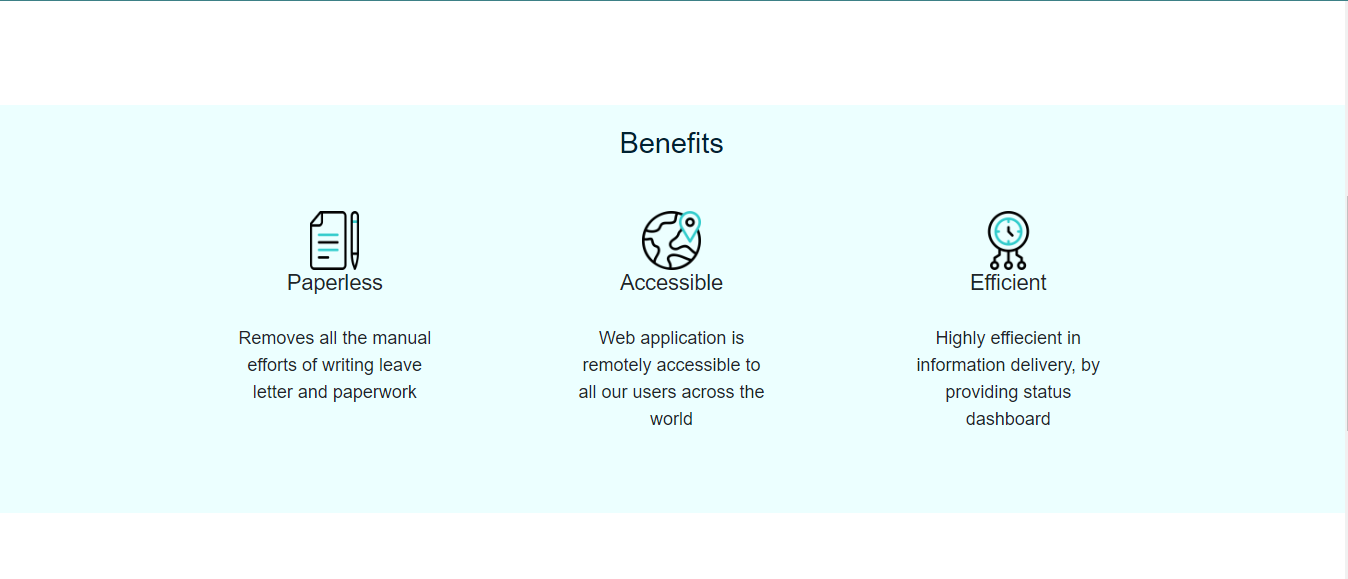 Benefits
Paperless
Removes all the manual
efforts of writing leave
letter and paperwork
Accessible
Web application is
remotely accessible to
all our users across the
world
Efficient
Highly effiecient in
information delivery, by
providing status
dashboard